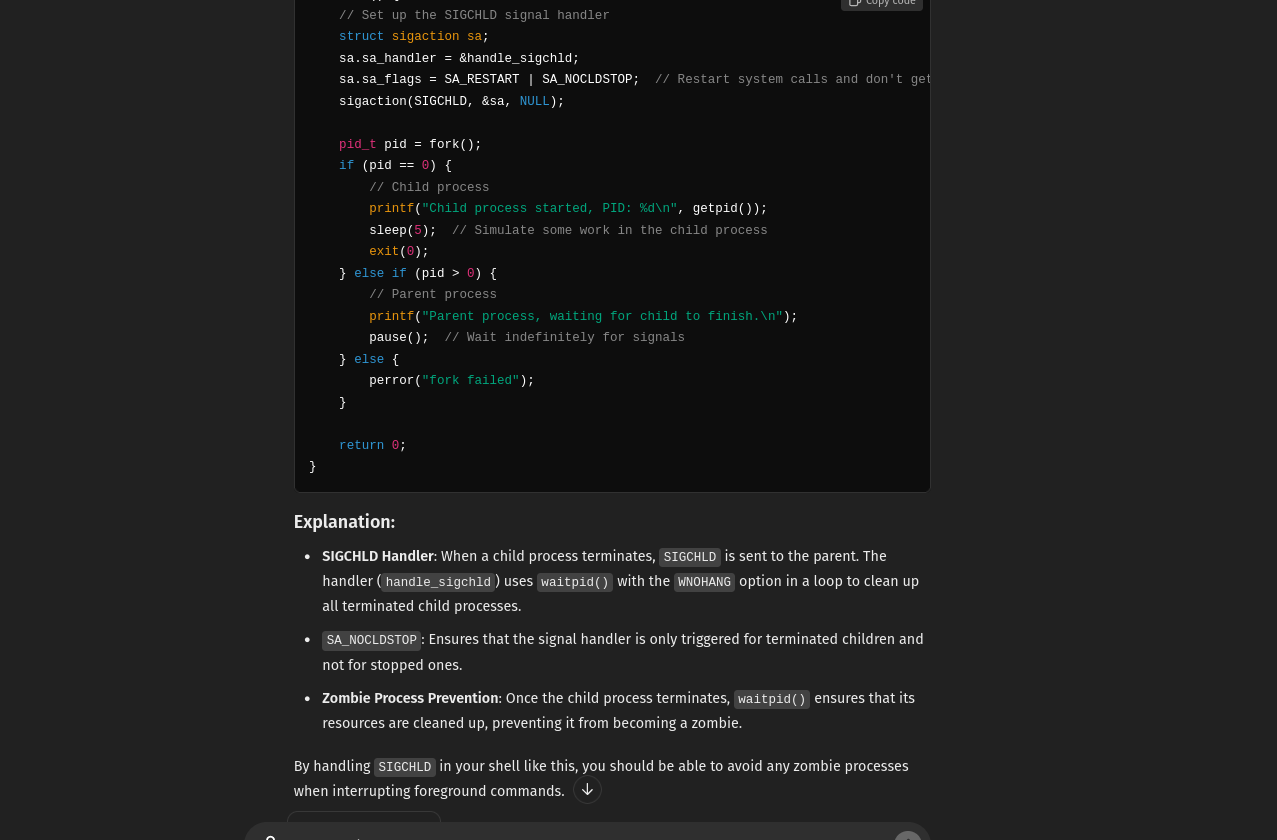 Copy code
// Set up the SIGCHLD signal handler
struct sigaction sa;
sa.sa_handler = &handle_sigchld;
sa.sa_flags = SA_RESTART | SA_NOCLDSTOP;  // Restart system calls and don't get
sigaction(SIGCHLD, &sa, NULL);
pid_t pid = fork();
if (pid == 0) {
// Child process
printf("Child process started, PID: %d\n", getpid());
sleep(5);  // Simulate some work in the child process
exit(0);
} else if (pid > 0) {
// Parent process
printf("Parent process, waiting for child to finish.\n");
pause();  // Wait indefinitely for signals
} else {
perror("fork failed");
}
return 0;
}
Explanation:
• SIGCHLD Handler: When a child process terminates, SIGCHLD is sent to the parent. The
handler (handle_sigchld) uses waitpid() with the WNOHANG option in a loop to clean up
all terminated child processes.
• SA_NOCLDSTOP: Ensures that the signal handler is only triggered for terminated children and
not for stopped ones.
• Zombie Process Prevention: Once the child process terminates, waitpid() ensures that its
resources are cleaned up, preventing it from becoming a zombie.
By handling SIGCHLD in your shell like this, you should be able to avoid any zombie processes
when interrupting foreground commands.